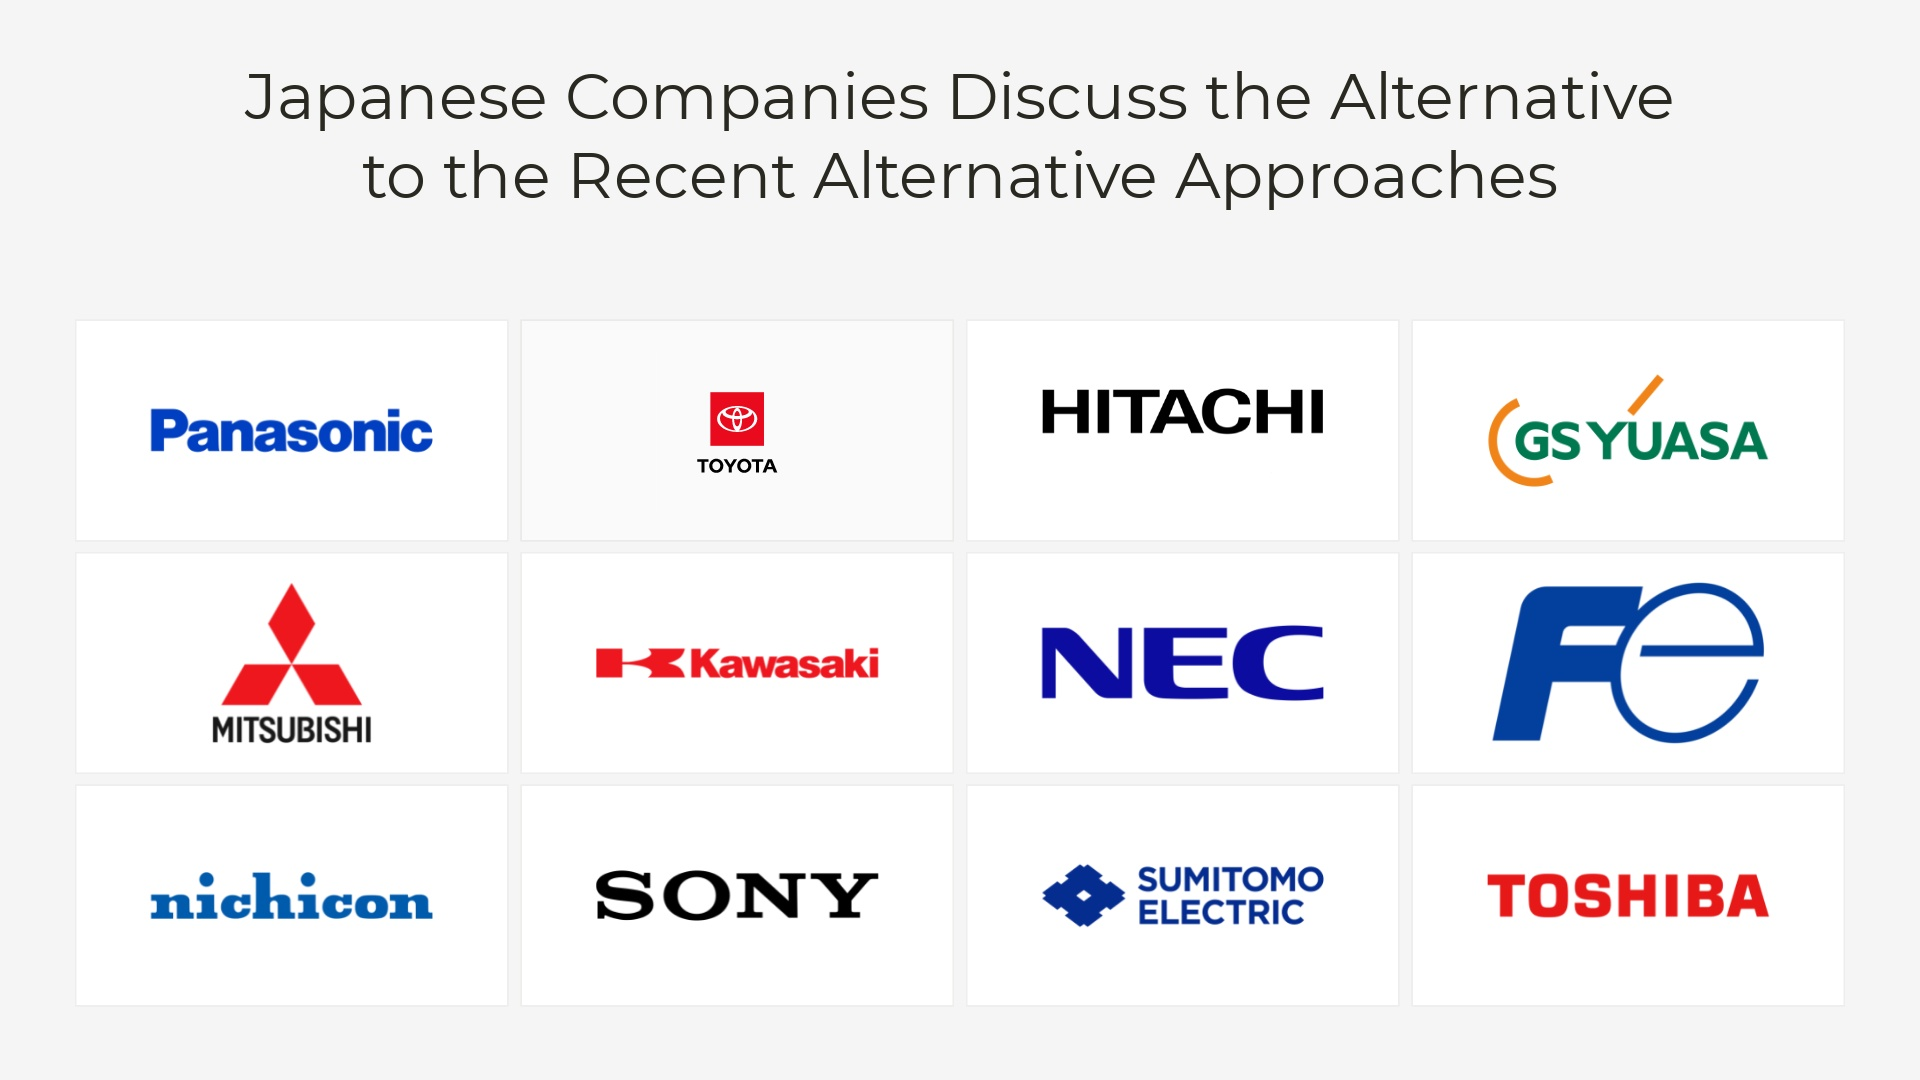 Japanese Companies Discuss the Alternative
to the Recent Alternative Approaches
Panasonic
TOYOTA
HITACHI
GS YUASA
MITSUBISHI
Kawasaki
NEC
Fe
nichicon
SONY
SUMITOMO
ELECTRIC
TOSHIBA